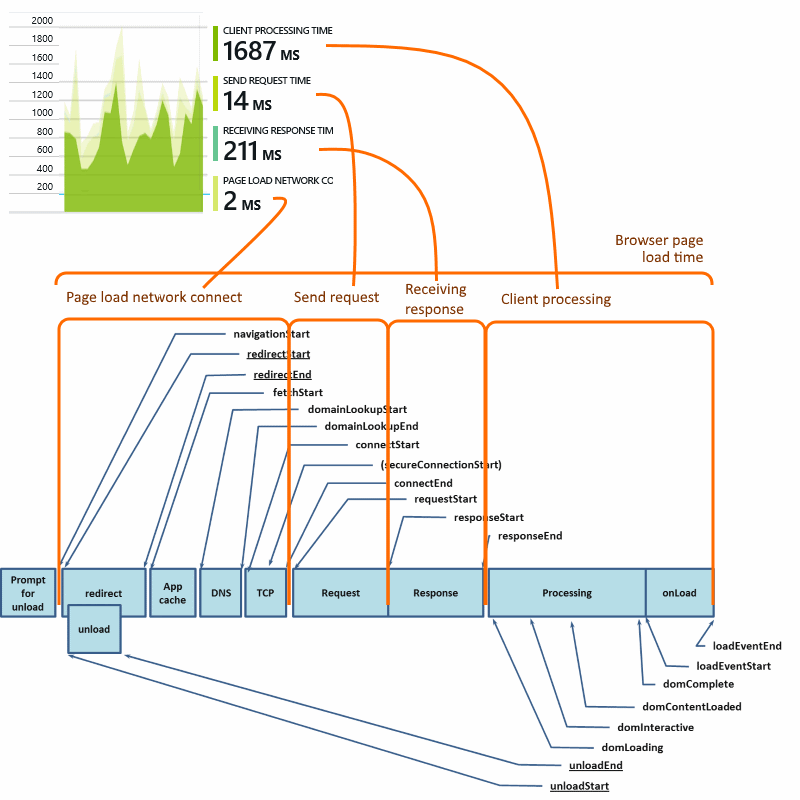 2000
1800
1600
1400
1200
1000
800
600
400
200
CLIENT PROCESSING TIME
1687 MS
SEND REQUEST TIME
14 MS
RECEIVING RESPONSE TIM
211 MS
PAGE LOAD NETWORK CO
2 MS
Browser page
load time
Page load network connect
Send request
Receiving
response
Client processing
navigationStart
redirectStart
redirectEnd
fetchStart
domainLookupStart
domainLookupEnd
connectStart
(secureConnectionStart)
connectEnd
requestStart
responseStart
responseEnd
Prompt
for
unload
redirect
unload
App
cache
DNS
TCP
Request
Response
Processing
onLoad
loadEventEnd
loadEventStart
domComplete
domContentLoaded
domInteractive
domLoading
unloadEnd
unloadStart